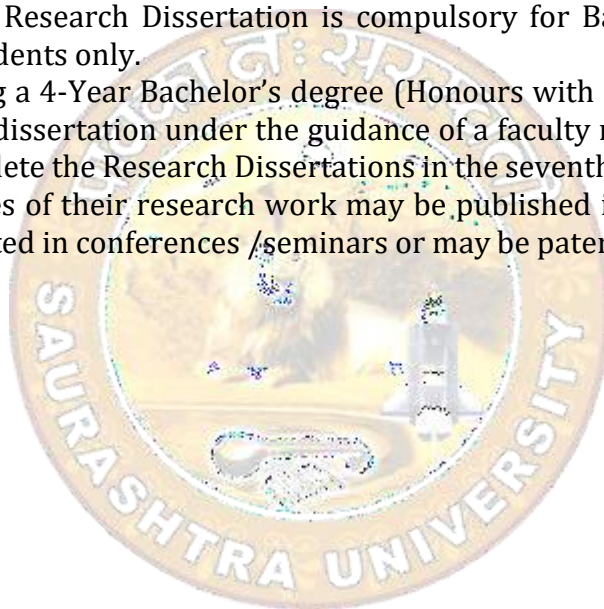 Research Dissertation is compulsory for Ba
dents only.
g a 4-Year Bachelor’s degree (Honours with
dissertation under the guidance of a faculty
lete the Research Dissertations in the seventh
es of their research work may be published i
ted in conferences /seminars or may be paten
SAURASHTRA UNIVERSITY